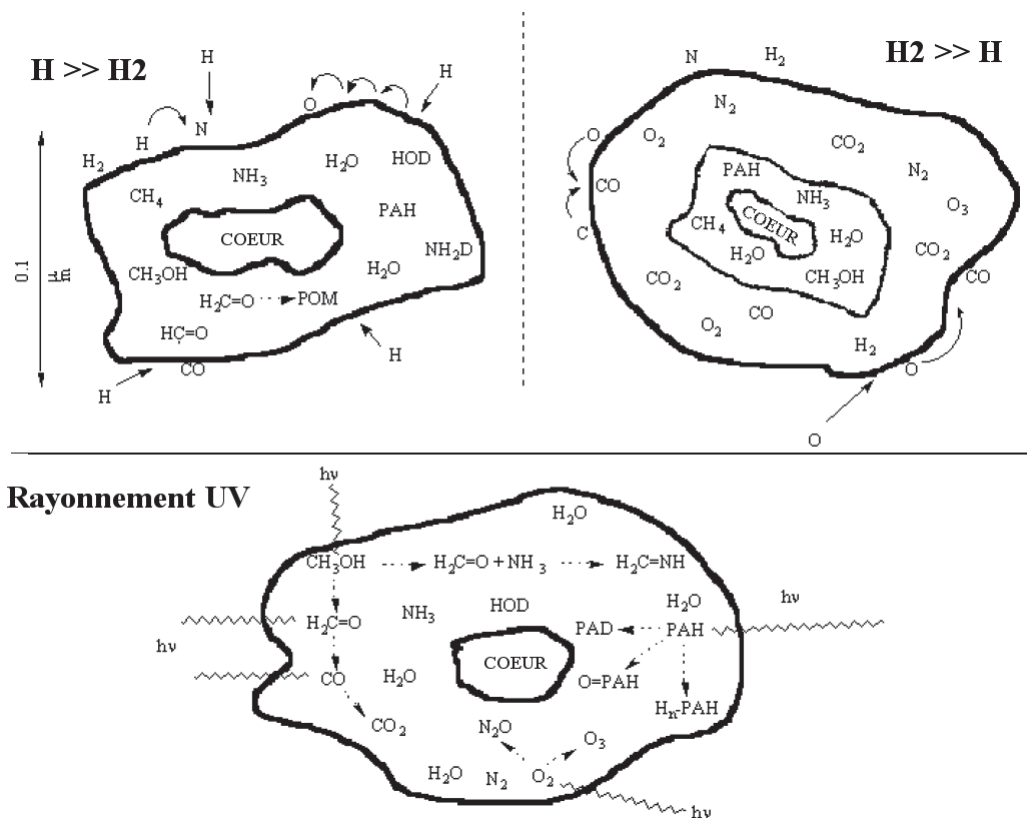 H >> H2
H
H
H
N
O
H2
CH4
NH3
H2O
HOD
PAH
COEUR
NH2D
CH3OH
H2O
H2C=O POM
HC=O
CO
H
H
0.1 μm
H2 >> H
N
H2
N2
O2
CO2
O
CO
C
PAH
NH3
N2
O3
CH4
COEUR
H2O
H2O
CH3OH
CO2
CO
CO2
CO
O2
H2
O
O
Rayonnement UV
hν
H2O
CH3OH H2C=O + NH3 H2C=NH
NH3
HOD
H2O
hν
H2C=O
PAD PAH
hν
COEUR
CO
H2O
O=PAH
Hn-PAH
CO2
N2O
O3
H2O
N2
O2
hν